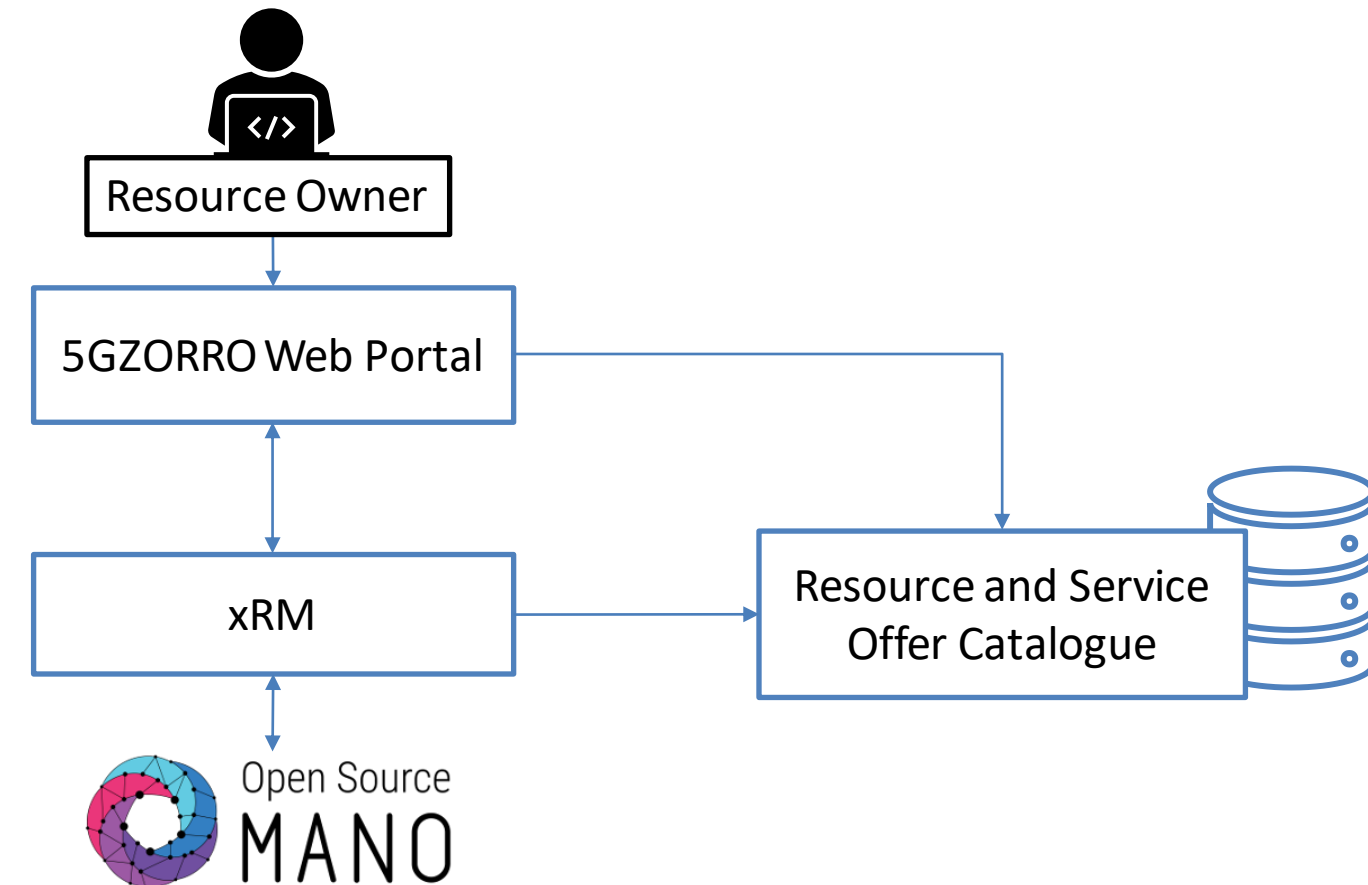 </>
Resource Owner
5GZORRO Web Portal
xRM
Resource and Service
Offer Catalogue
Open Source
MANO